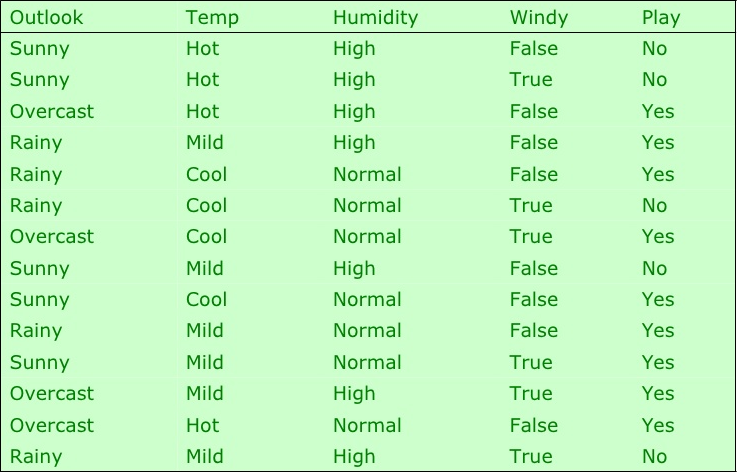 Outlook Temp Humidity Windy Play
Sunny Hot High False No
Sunny Hot High True No
Overcast Hot High False Yes
Rainy Mild High False Yes
Rainy Cool Normal False Yes
Rainy Cool Normal True No
Overcast Cool Normal True Yes
Sunny Mild High False No
Sunny Cool Normal False Yes
Rainy Mild Normal False Yes
Sunny Mild Normal True Yes
Overcast Mild High True Yes
Overcast Hot Normal False Yes
Rainy Mild High True No